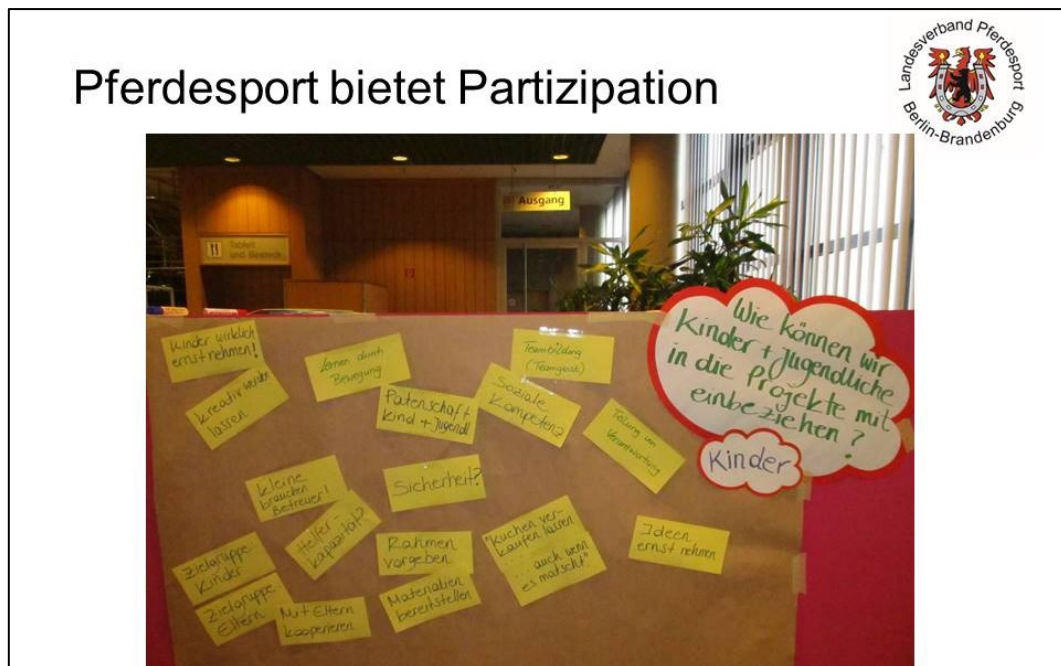 Pferdesport bietet Partizipation
Landesverband Pferdesport
Berlin-Brandenburg
Ausgang
Tablett
und Besteck
Wie können wir
Kinder + Jugendliche
in die Projekte mit
einbeziehen?
Kinder
Kinder wirklich
ernst nehmen!
kreativ werden
lassen
Lernen durch
Bewegung
Teambildung
(Teamgeist)
Patenschaft
Kind + Jugendl
Soziale
Kompetenz
Teilung von
Verantwortung
kleine
brauchen
Betreuer!
Sicherheit?
Helfer-
kapazität?
Rahmen
vorgeben
"Kuchen ver-
kaufen lassen
... auch wenn
es matscht"
Ideen
ernst nehmen
Zielgruppe
Kinder
Zielgruppe
Eltern
Mit Eltern
kooperieren
Materialien
bereitstellen